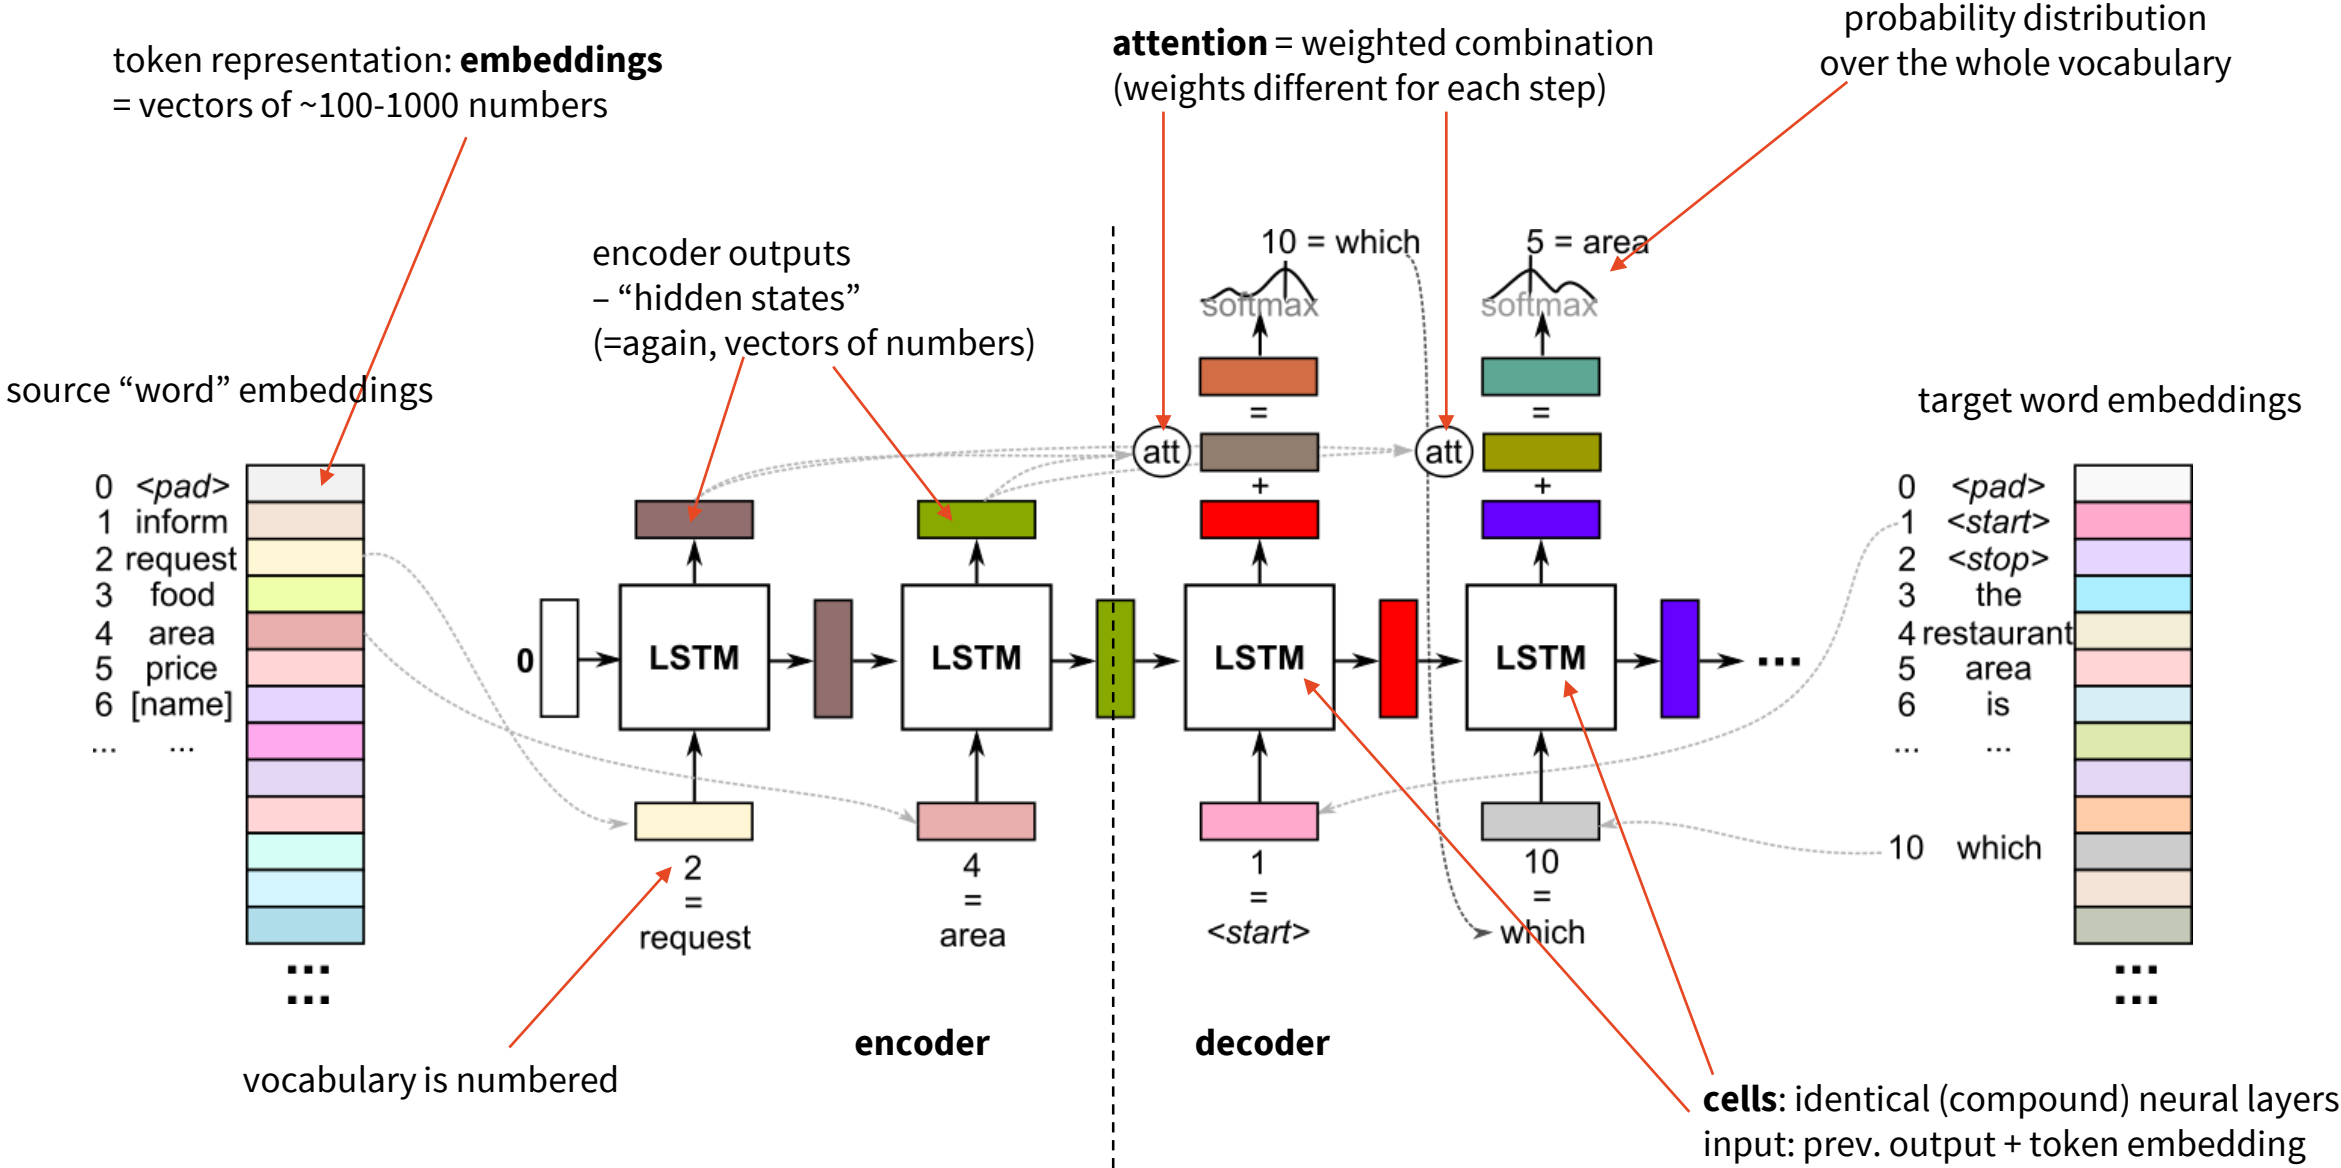 token representation: embeddings
= vectors of ~100-1000 numbers
attention = weighted combination
(weights different for each step)
probability distribution
over the whole vocabulary
encoder outputs
– “hidden states”
(=again, vectors of numbers)
10 = which
5 = area
softmax
softmax
source “word” embeddings
target word embeddings
=
=
att
att
+
+
0 <pad>
1 inform
2 request
3 food
4 area
5 price
6 [name]
... ...
...
...
0
LSTM
LSTM
LSTM
LSTM
...
2
=
request
4
=
area
1
=
<start>
10
=
which
0 <pad>
1 <start>
2 <stop>
3 the
4 restaurant
5 area
6 is
... ...
10 which
...
...
encoder
decoder
vocabulary is numbered
cells: identical (compound) neural layers
input: prev. output + token embedding